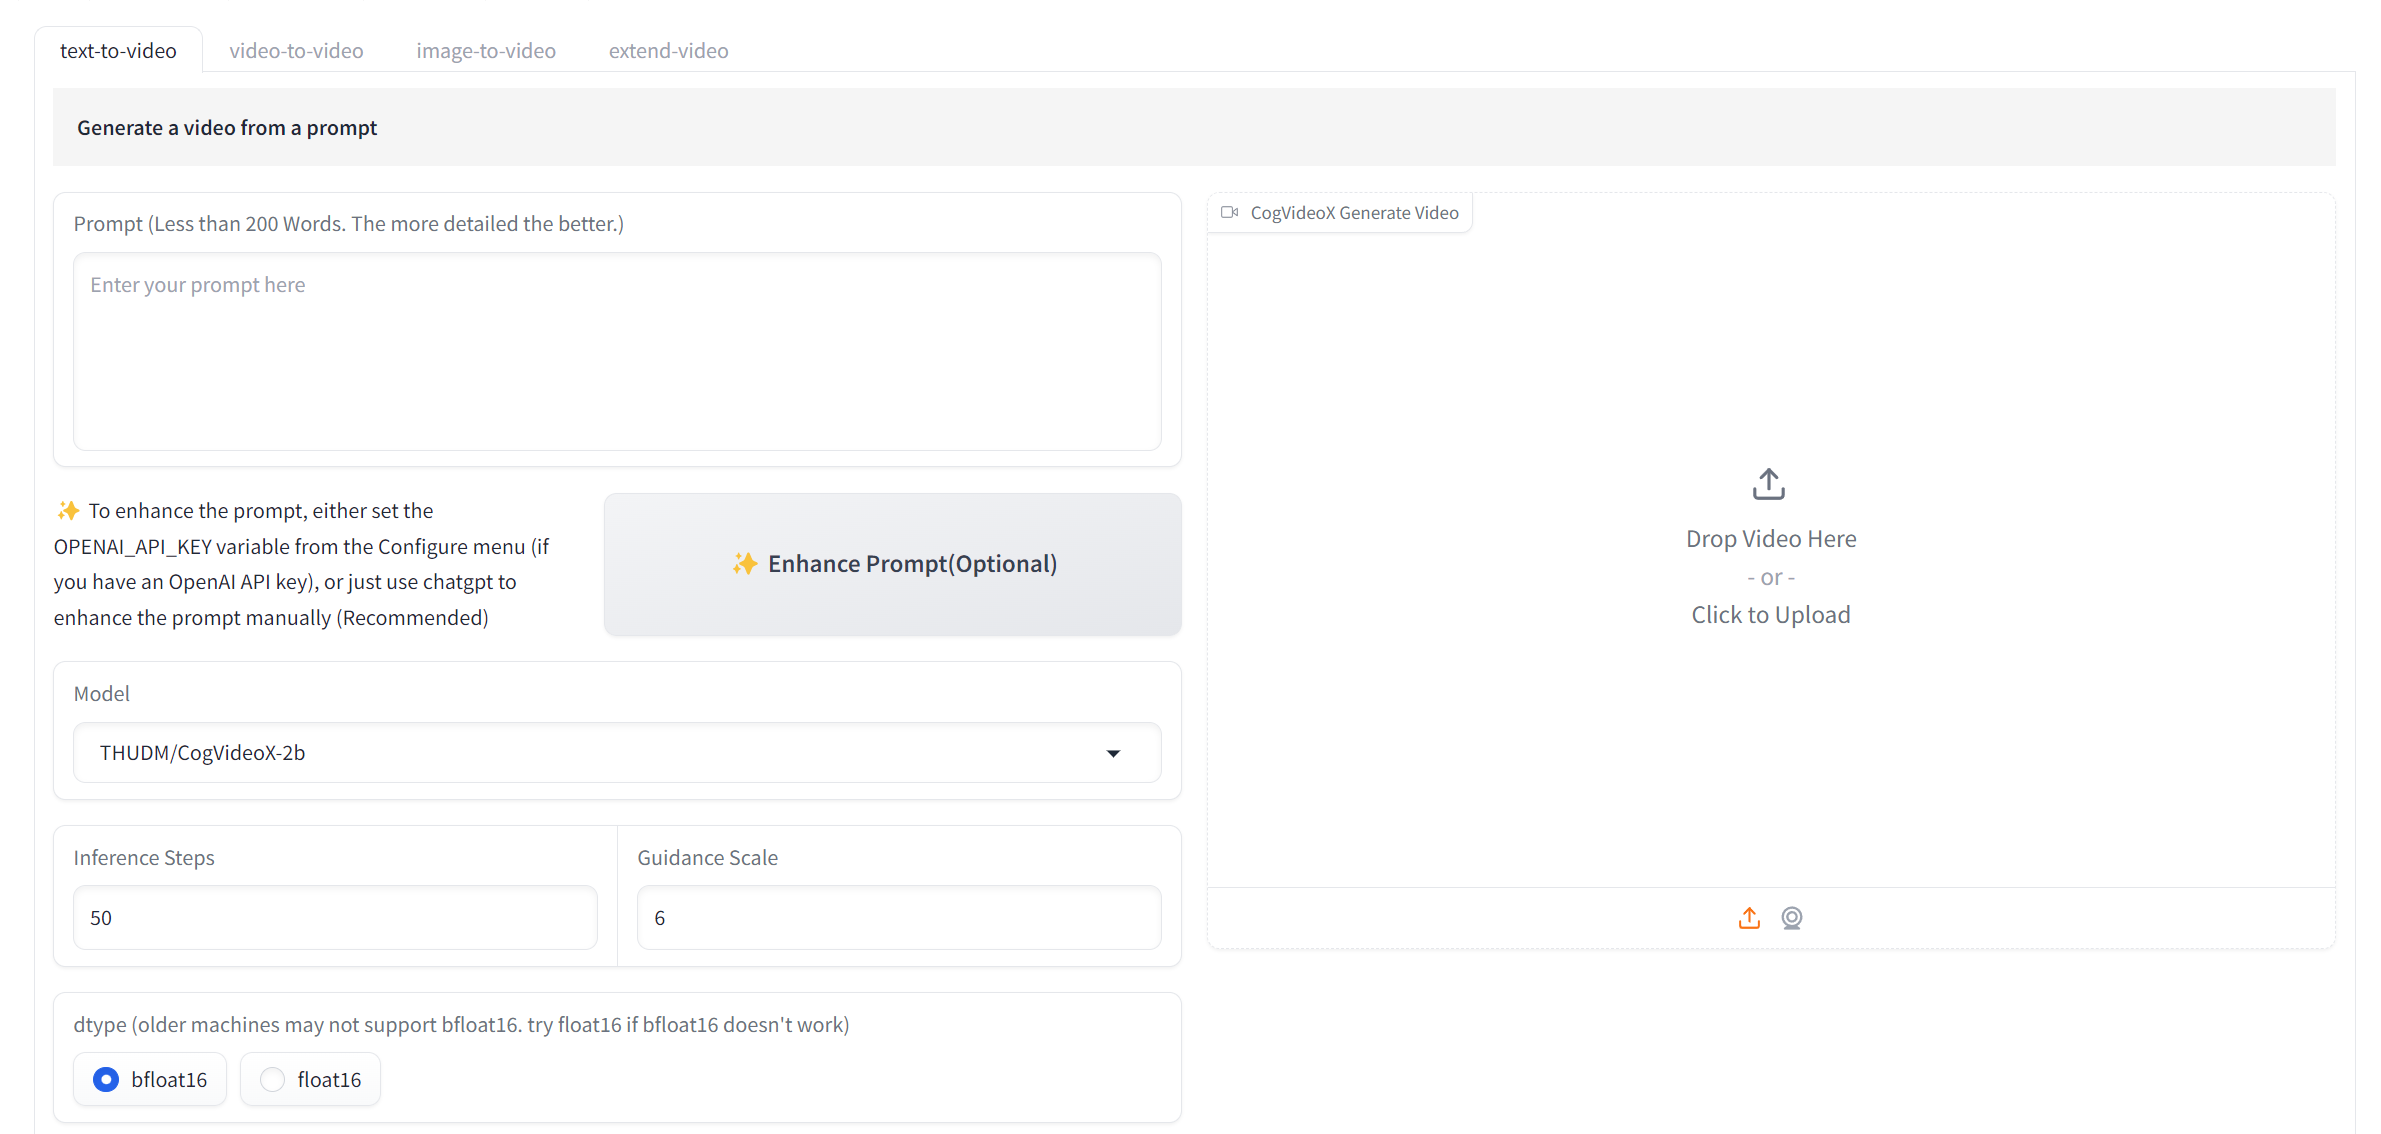 text-to-video
video-to-video
image-to-video
extend-video
Generate a video from a prompt
Prompt (Less than 200 Words. The more detailed the better.)
Enter your prompt here
✨ To enhance the prompt, either set the
OPENAI_API_KEY variable from the Configure menu (if
you have an OpenAI API key), or just use chatgpt to
enhance the prompt manually (Recommended)
✨ Enhance Prompt(Optional)
Model
THUDM/CogVideoX-2b
Inference Steps
50
Guidance Scale
6
dtype (older machines may not support bfloat16. try float16 if bfloat16 doesn't work)
bfloat16
float16
CogVideoX Generate Video
Drop Video Here
- or -
Click to Upload